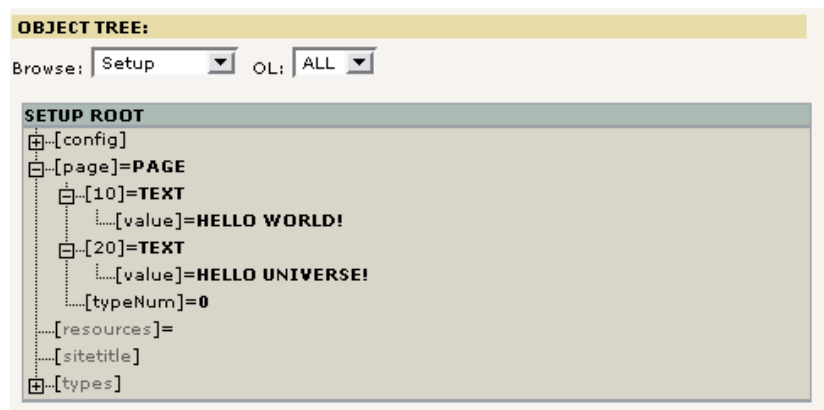 OBJECT TREE:
Browse: Setup OL: ALL
SETUP ROOT
[config]
[page]=PAGE
[10]=TEXT
[value]=HELLO WORLD!
[20]=TEXT
[value]=HELLO UNIVERSE!
[typeNum]=0
[resources]=
[sitetitle]
[types]